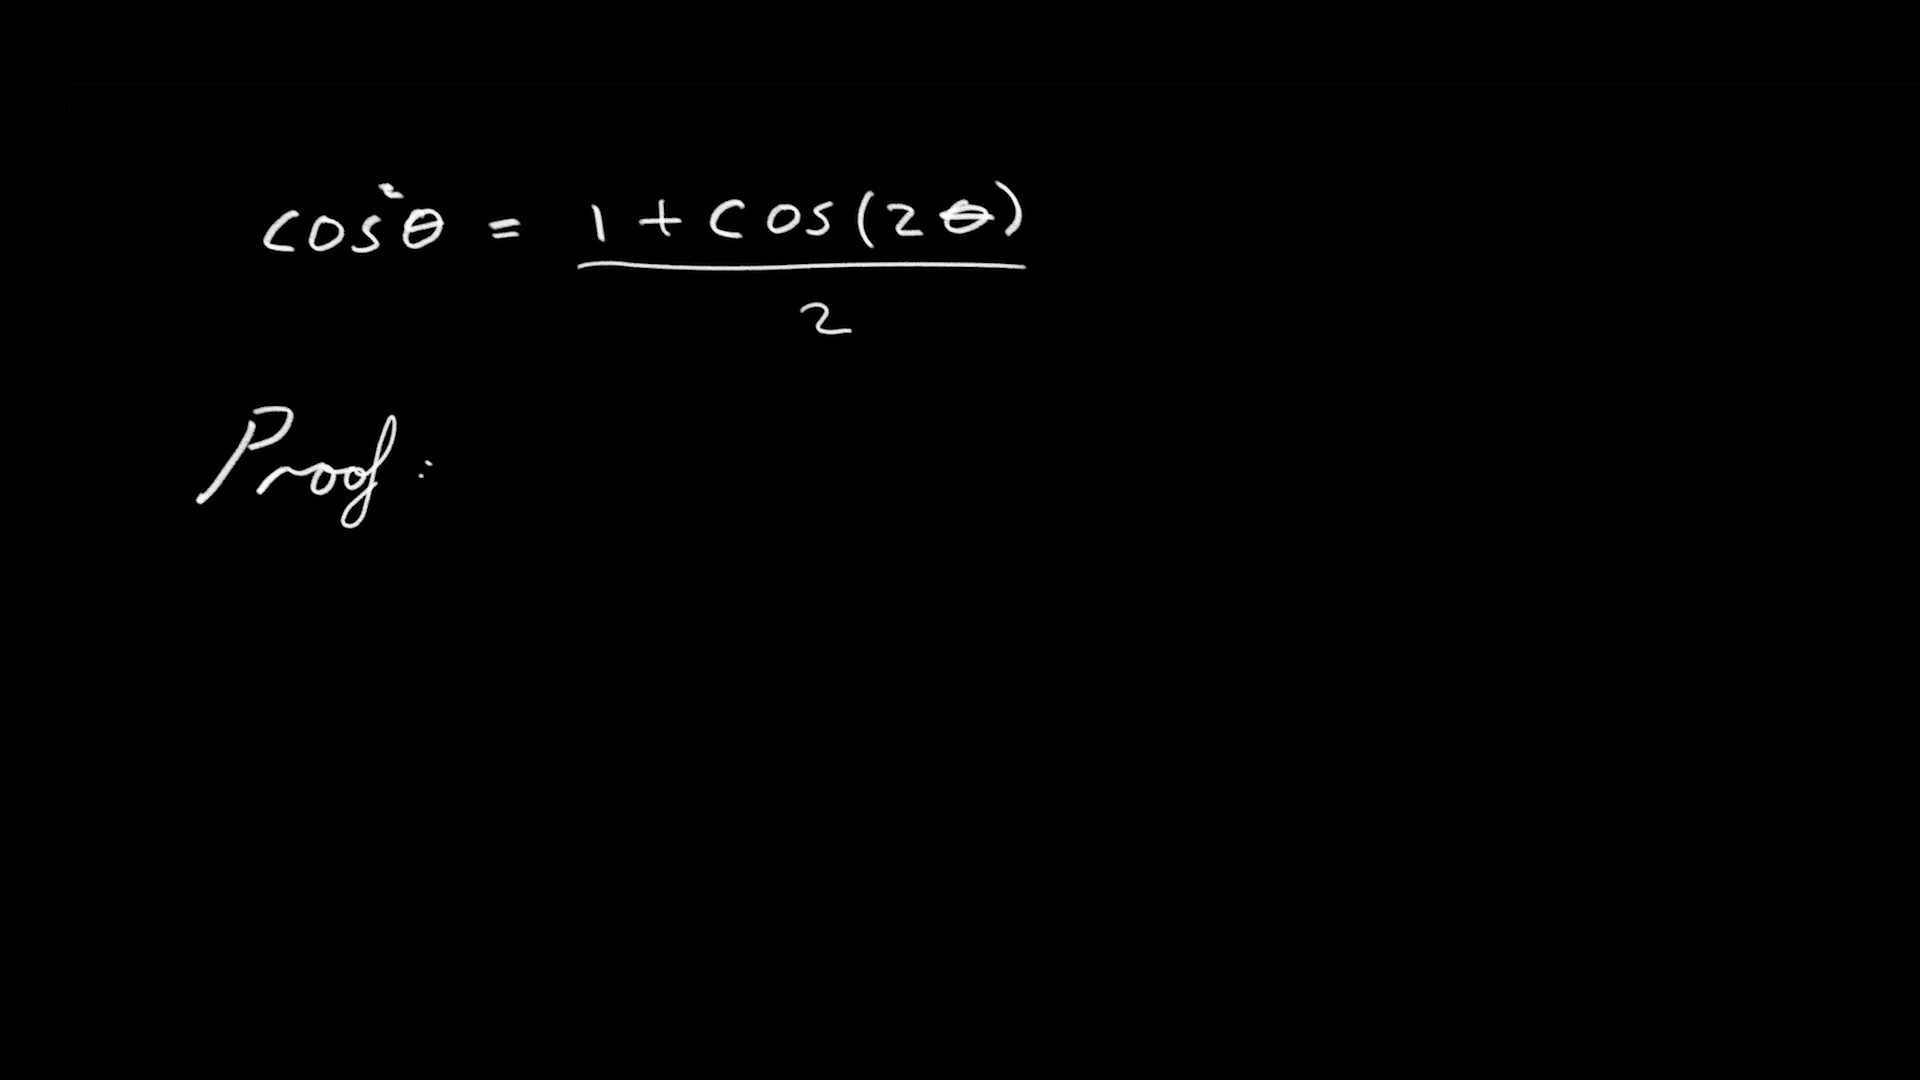 cos²θ = 1 + cos(2θ)
2
Proof: